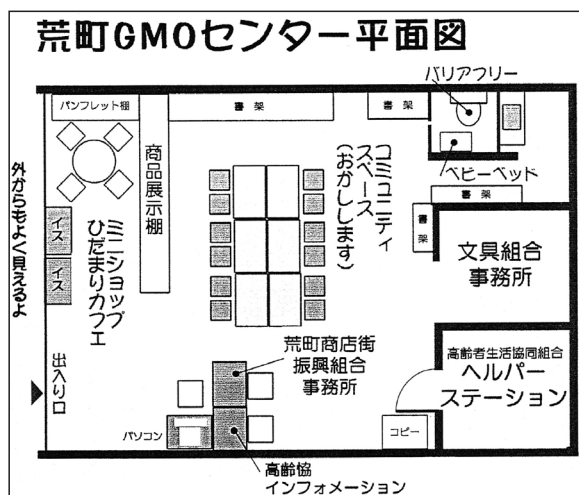 荒町GMOセンター平面図
バリアフリー
パンフレット棚
書架
書架
商品展示棚
コミュニティ
スペース
(おかしします)
ベビーベッド
書架
書架
外からもよく見えるよ
ミニショップ
ひだまりカフェ
イス
イス
文具組合
事務所
荒町商店街
振興組合
事務所
高齢者生活協同組合
ヘルパー
ステーション
出入り口
パソコン
コピー
高齢協
インフォメーション